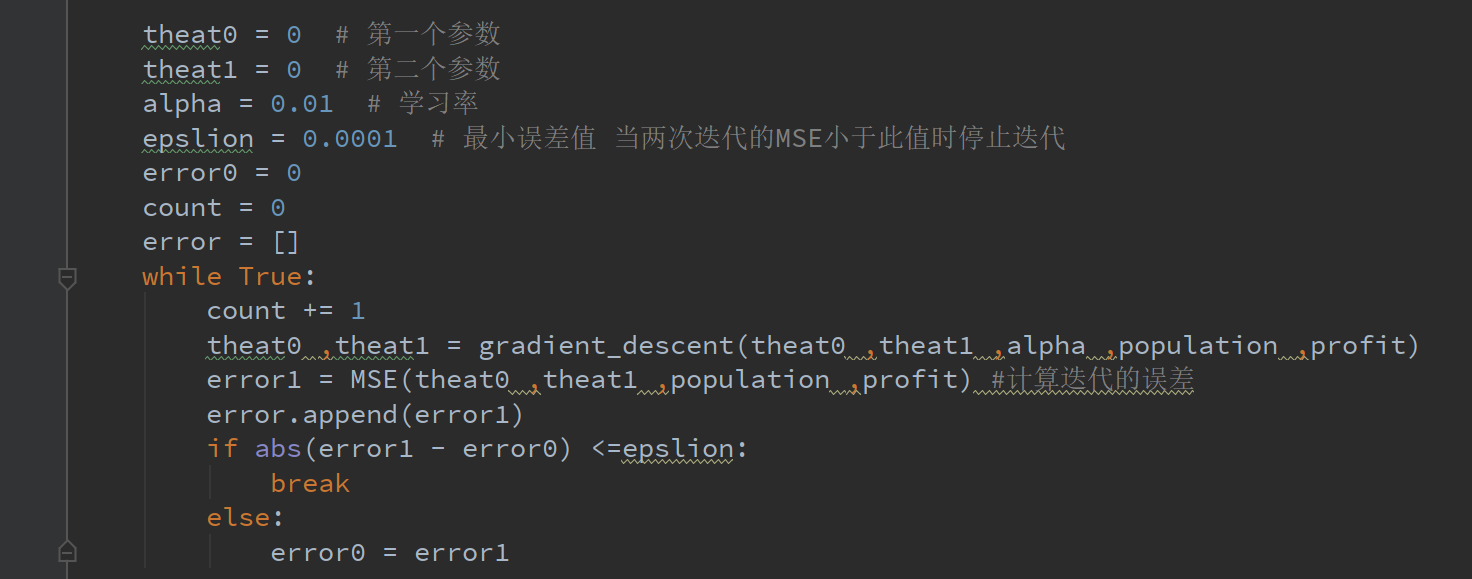 theat0 = 0  # 第一个参数
theat1 = 0  # 第二个参数
alpha = 0.01  # 学习率
epslion = 0.0001  # 最小误差值 当两次迭代的MSE小于此值时停止迭代
error0 = 0
count = 0
error = []
while True:
    count += 1
    theat0 ,theat1 = gradient_descent(theat0 ,theat1 ,alpha ,population ,profit)
    error1 = MSE(theat0 ,theat1 ,population ,profit) #计算迭代的误差
    error.append(error1)
    if abs(error1 - error0) <=epslion:
        break
    else:
        error0 = error1